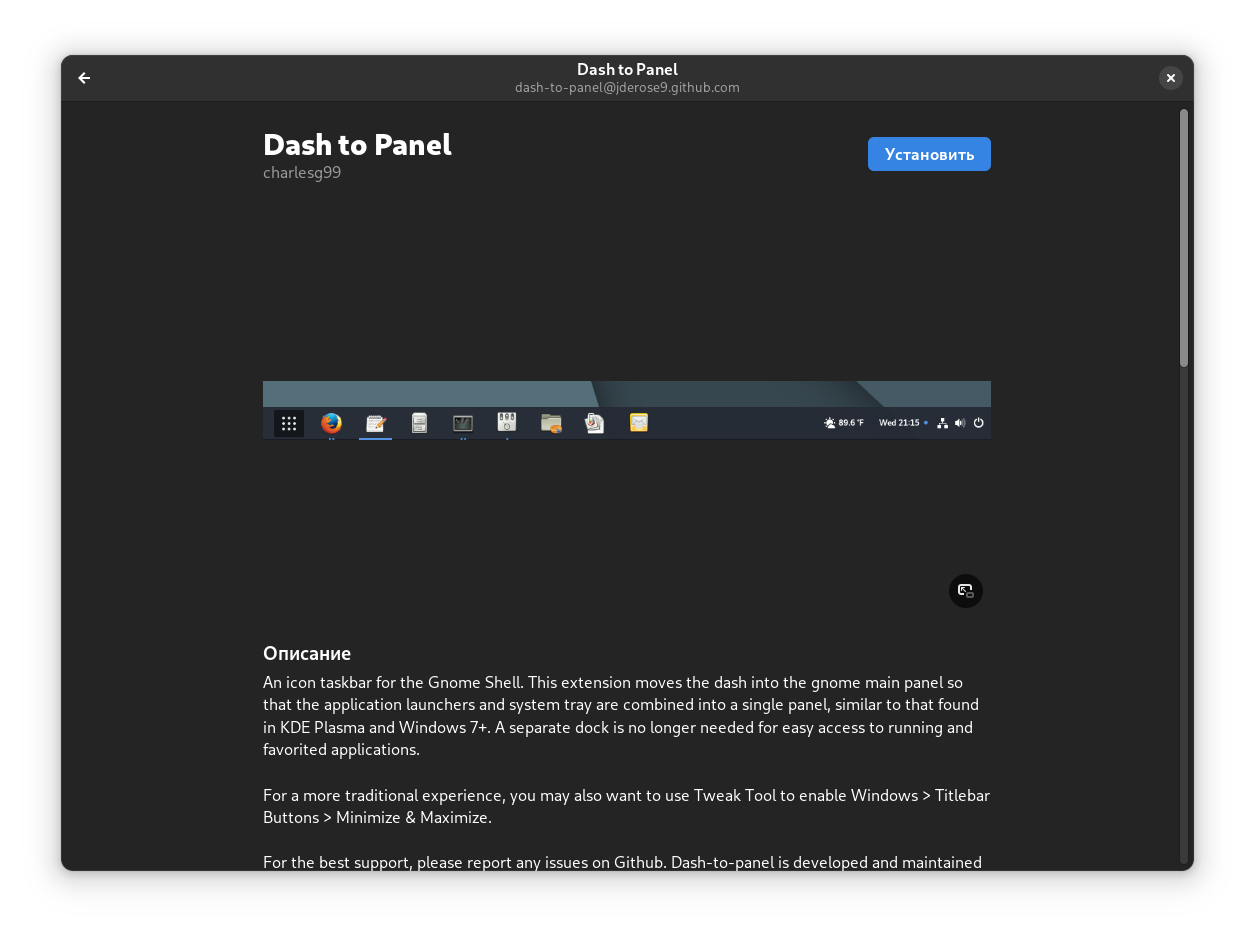 Dash to Panel
dash-to-panel@jderose9.github.com
Dash to Panel
charlesg99
Установить
89.6 °F
Wed 21:15
Описание
An icon taskbar for the Gnome Shell. This extension moves the dash into the gnome main panel so
that the application launchers and system tray are combined into a single panel, similar to that found
in KDE Plasma and Windows 7+. A separate dock is no longer needed for easy access to running and
favorited applications.
For a more traditional experience, you may also want to use Tweak Tool to enable Windows > Titlebar
Buttons > Minimize & Maximize.
For the best support, please report any issues on Github. Dash-to-panel is developed and maintained